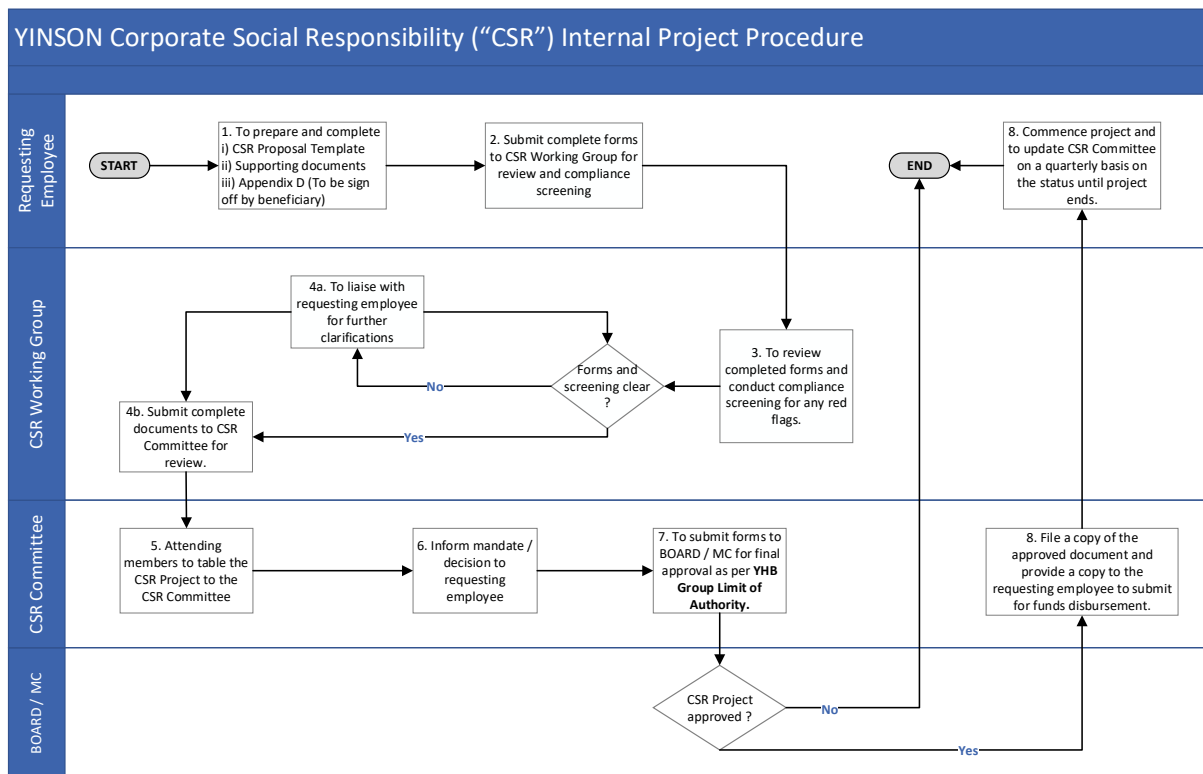 YINSON Corporate Social Responsibility (“CSR”) Internal Project Procedure
Requesting
Employee
START
1. To prepare and complete
i) CSR Proposal Template
ii) Supporting documents
iii) Appendix D (To be sign
off by beneficiary)
2. Submit complete forms
to CSR Working Group for
review and compliance
screening
END
8. Commence project and
to update CSR Committee
on a quarterly basis on
the status until project
ends.
CSR Working Group
4a. To liaise with
requesting employee
for further
clarifications
Forms and
screening clear
?
No
Yes
3. To review
completed forms and
conduct compliance
screening for any red
flags.
4b. Submit complete
documents to CSR
Committee for
review.
CSR Committee
5. Attending
members to table the
CSR Project to the
CSR Committee
6. Inform mandate /
decision to
requesting
employee
7. To submit forms to
BOARD / MC for final
approval as per YHB
Group Limit of
Authority.
8. File a copy of the
approved document and
provide a copy to the
requesting employee to submit
for funds disbursement.
BOARD / MC
CSR Project
approved ?
No
Yes